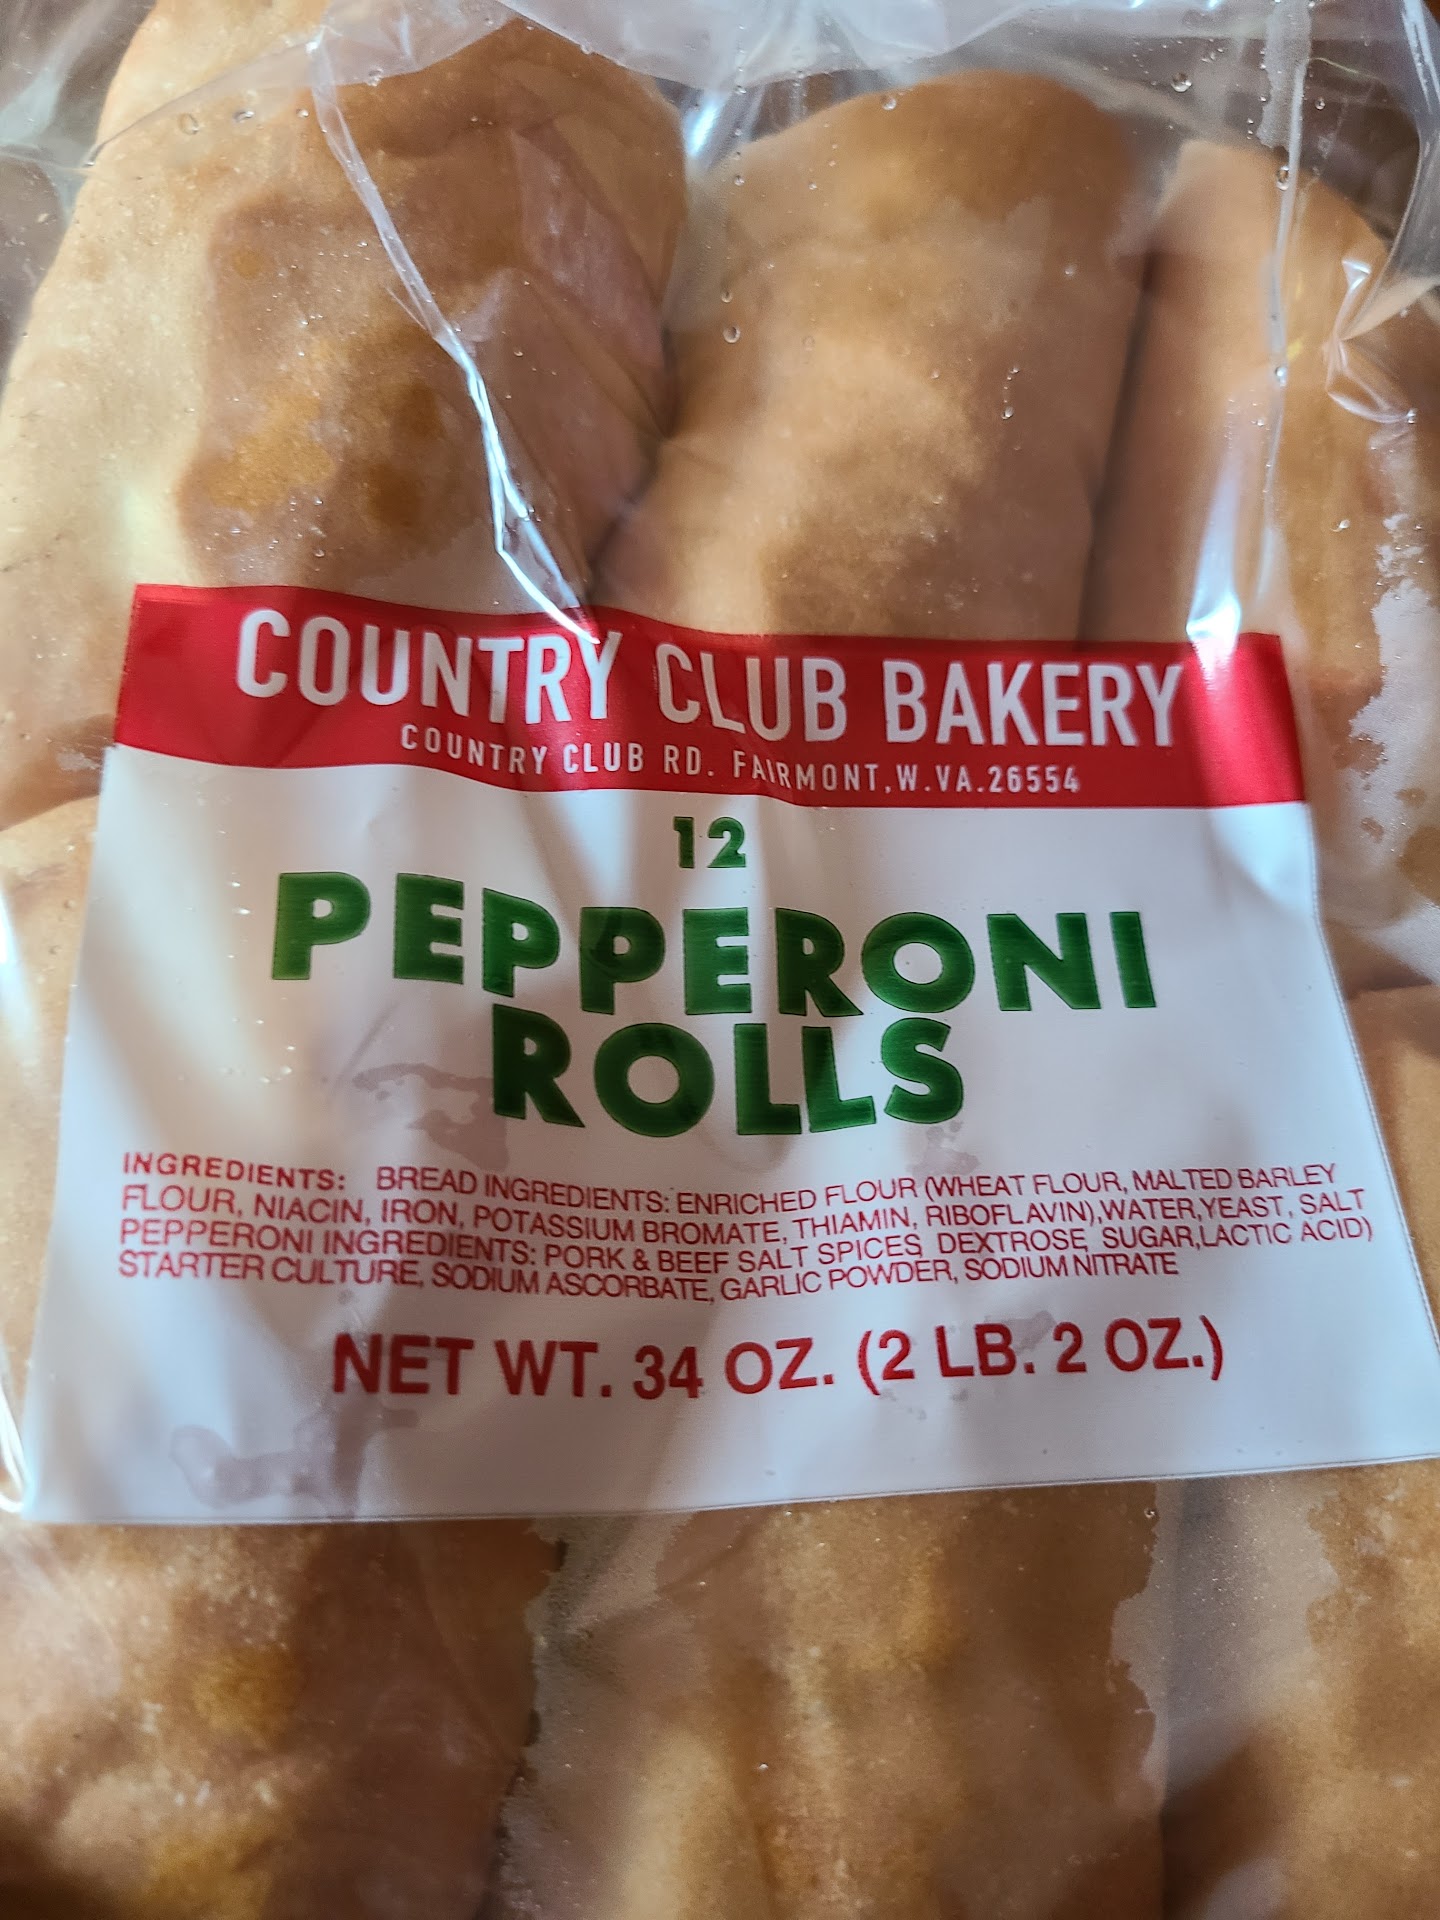 COUNTRY CLUB BAKERY
COUNTRY CLUB RD. FAIRMONT, W.VA.26554
12
PEPPERONI
ROLLS
INGREDIENTS: BREAD INGREDIENTS: ENRICHED FLOUR (WHEAT FLOUR, MALTED BARLEY
FLOUR, NIACIN, IRON, POTASSIUM BROMATE, THIAMIN, RIBOFLAVIN),WATER,YEAST, SALT
PEPPERONI INGREDIENTS: PORK & BEEF SALT SPICES, DEXTROSE, SUGAR,LACTIC ACID)
STARTER CULTURE, SODIUM ASCORBATE, GARLIC POWDER, SODIUM NITRATE
NET WT. 34 OZ. (2 LB. 2 OZ.)